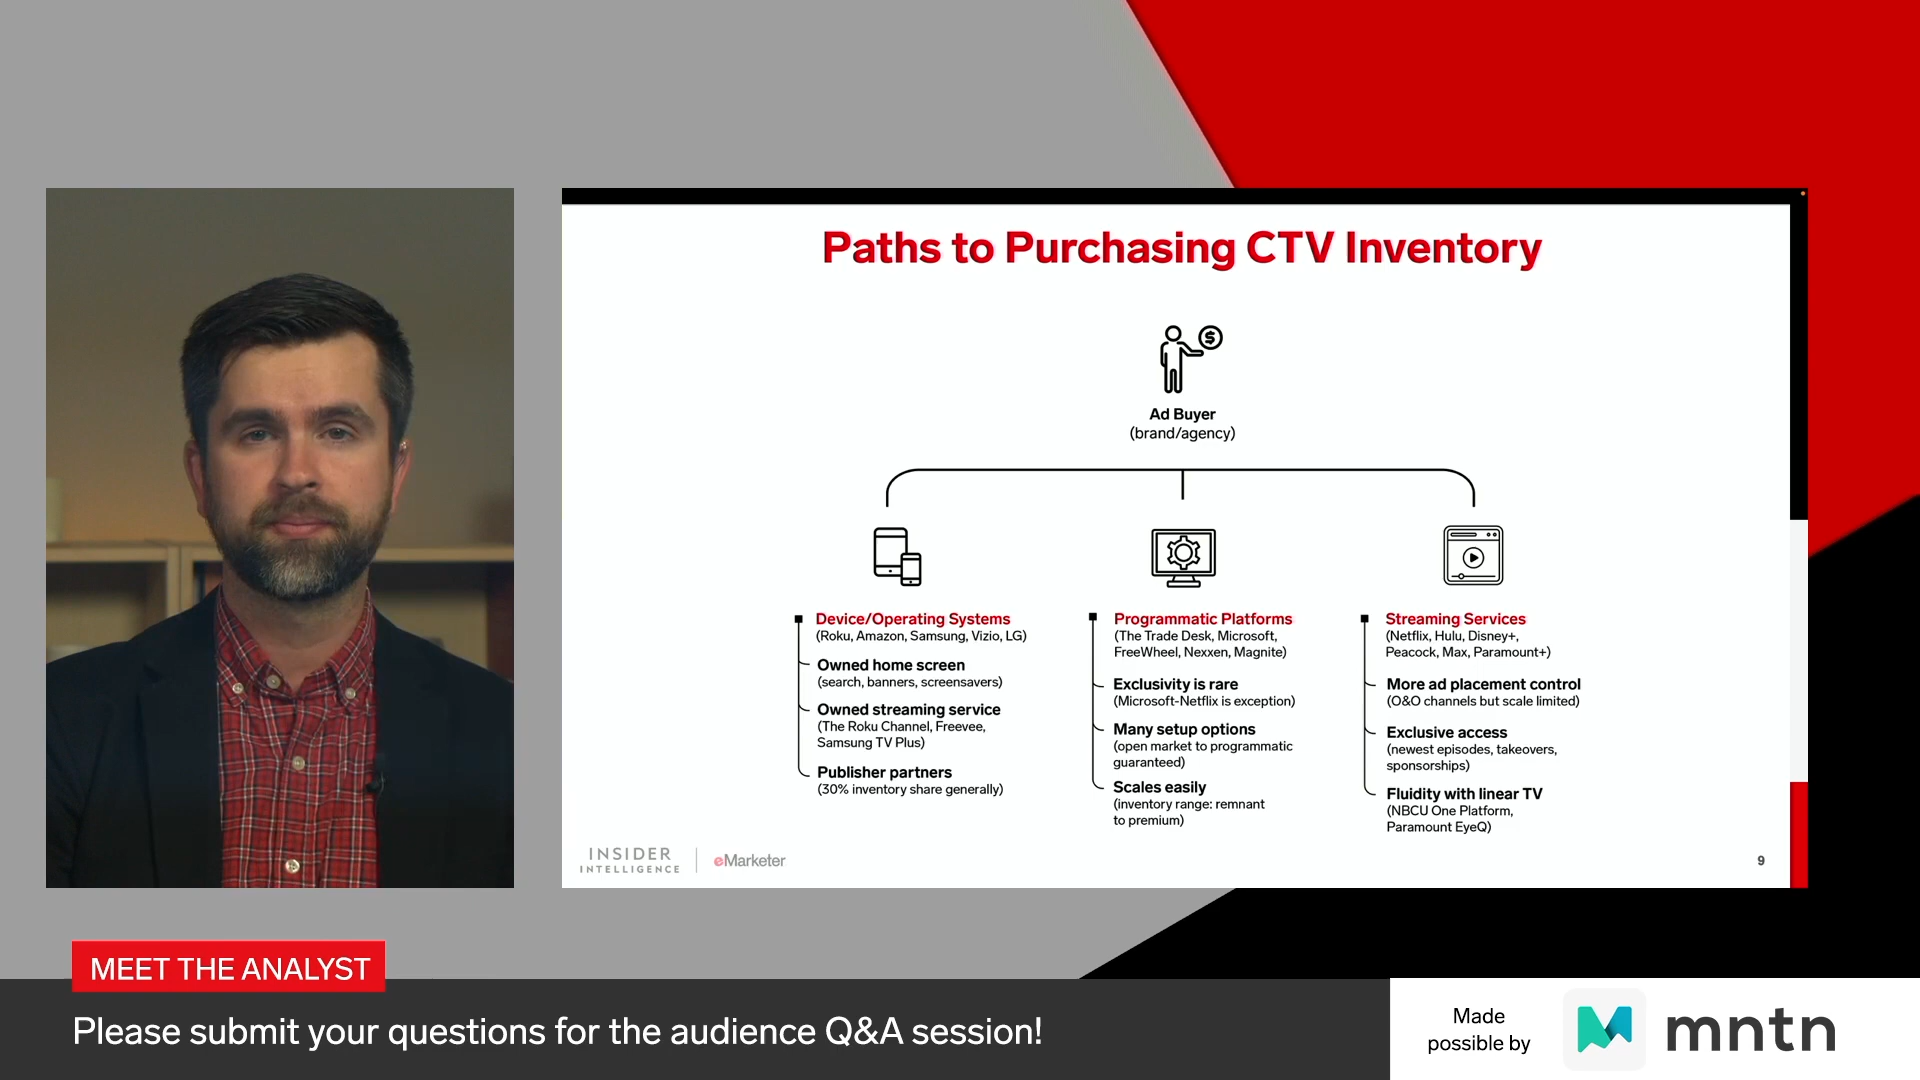 Paths to Purchasing CTV Inventory
$
Ad Buyer
(brand/agency)
Device/Operating Systems
(Roku, Amazon, Samsung, Vizio, LG)
Owned home screen
(search, banners, screensavers)
Owned streaming service
(The Roku Channel, Freevee,
Samsung TV Plus)
Publisher partners
(30% inventory share generally)
Programmatic Platforms
(The Trade Desk, Microsoft,
FreeWheel, Nexxen, Magnite)
Exclusivity is rare
(Microsoft-Netflix is exception)
Many setup options
(open market to programmatic
guaranteed)
Scales easily
(inventory range: remnant
to premium)
Streaming Services
(Netflix, Hulu, Disney+,
Peacock, Max, Paramount+)
More ad placement control
(O&O channels but scale limited)
Exclusive access
(newest episodes, takeovers,
sponsorships)
Fluidity with linear TV
(NBCU One Platform,
Paramount EyeQ)
INSIDER
INTELLIGENCE
eMarketer
9
MEET THE ANALYST
Please submit your questions for the audience Q&A session!
Made
possible by
mntn